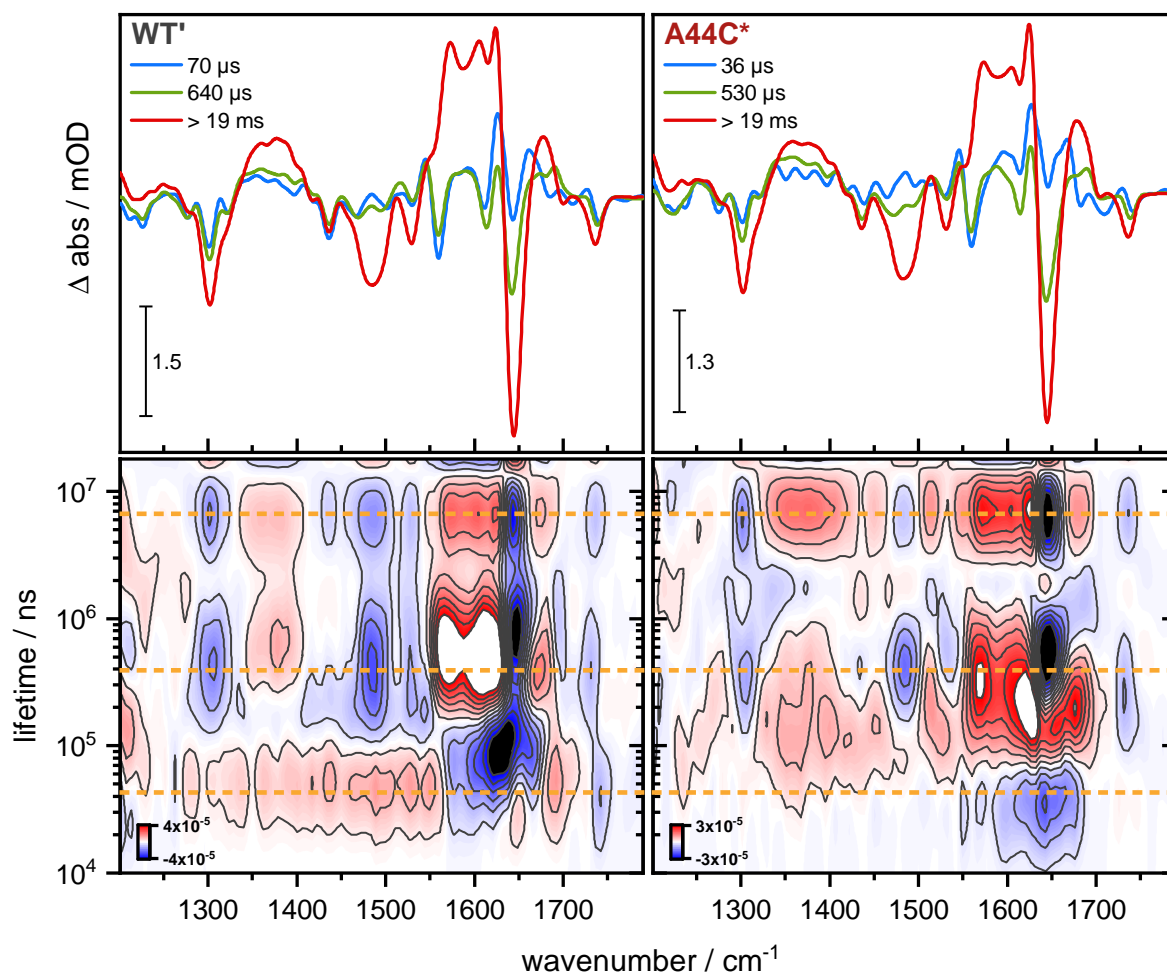 WT'
70 µs
640 µs
> 19 ms
1.5
A44C*
36 µs
530 µs
> 19 ms
1.3
Δ abs / mOD
10⁷
10⁶
10⁵
10⁴
lifetime / ns
4x10⁻⁵
-4x10⁻⁵
3x10⁻⁵
-3x10⁻⁵
1300 1400 1500 1600 1700
1300 1400 1500 1600 1700
wavenumber / cm⁻¹